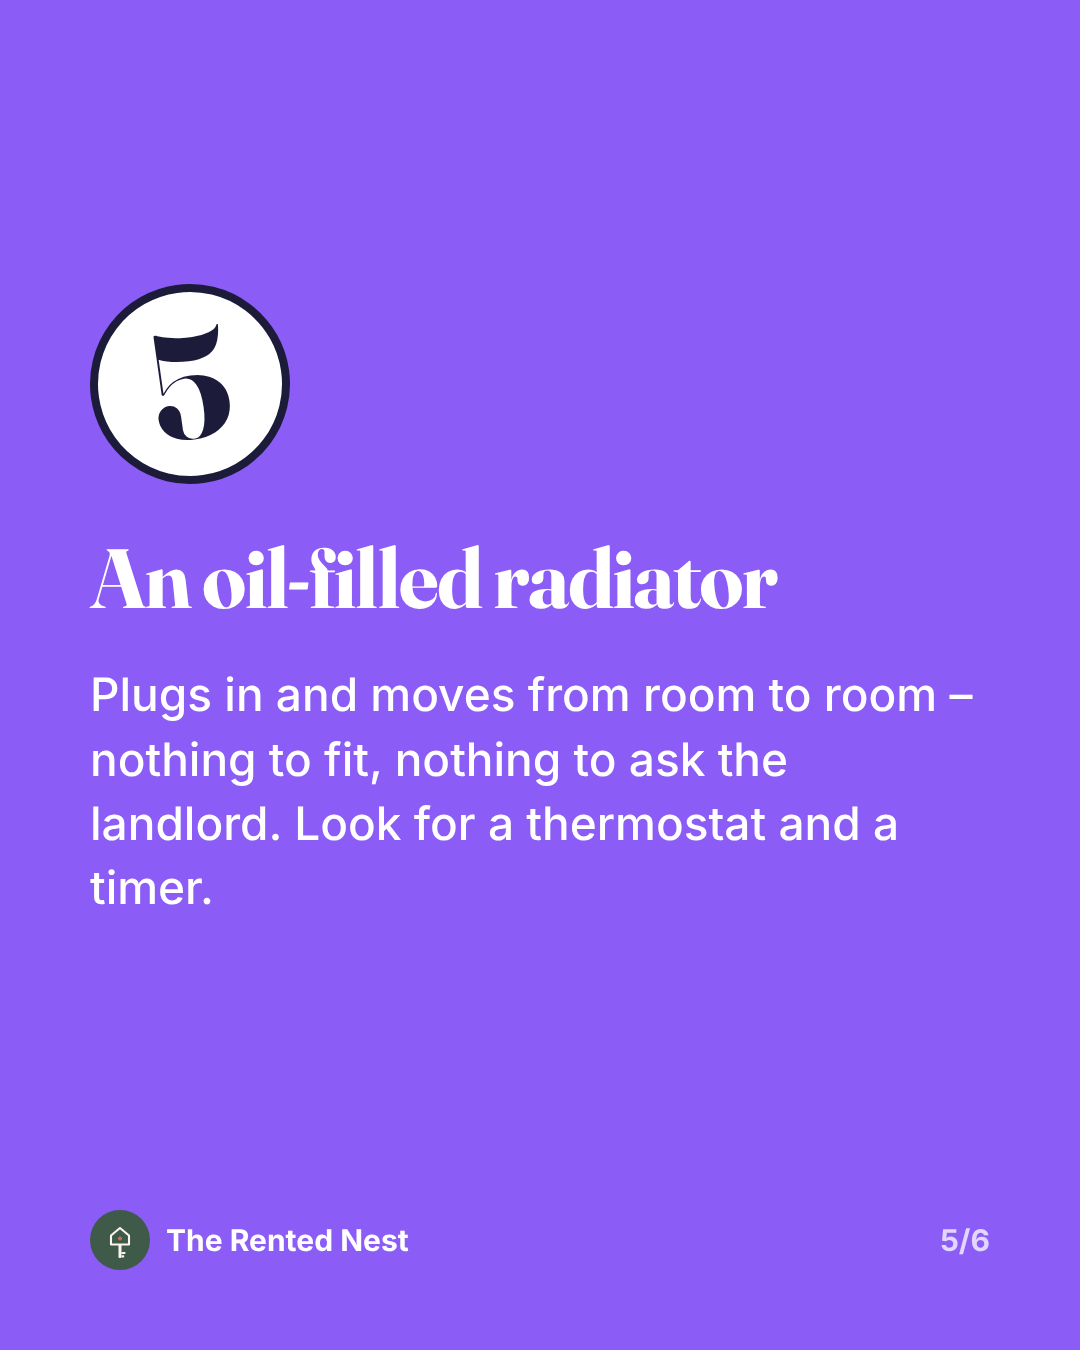 5
An oil-filled radiator
Plugs in and moves from room to room –
nothing to fit, nothing to ask the
landlord. Look for a thermostat and a
timer.
The Rented Nest
5/6